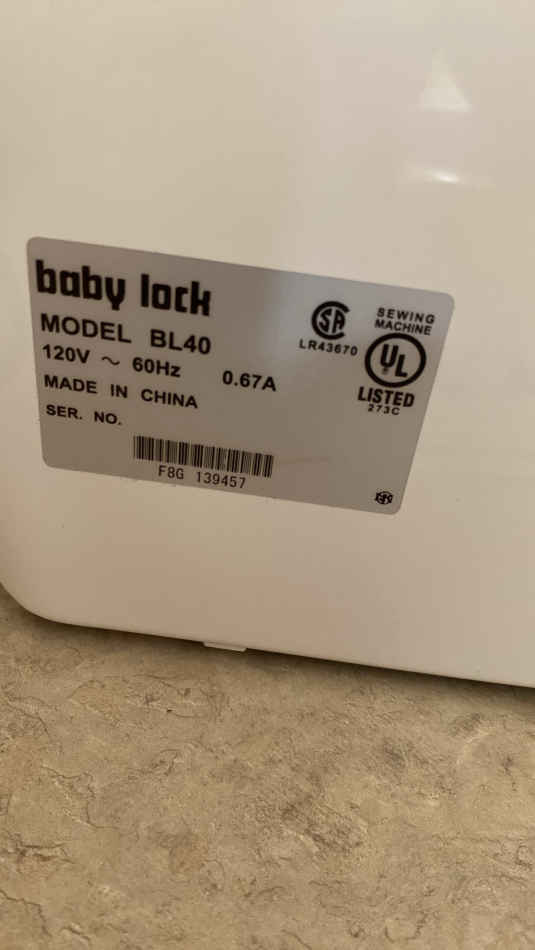 baby lock
MODEL BL40
120V ~ 60Hz 0.67A
MADE IN CHINA
SER. NO.
F8G 139457
SA
LR43670
SEWING
MACHINE
UL
LISTED
273C